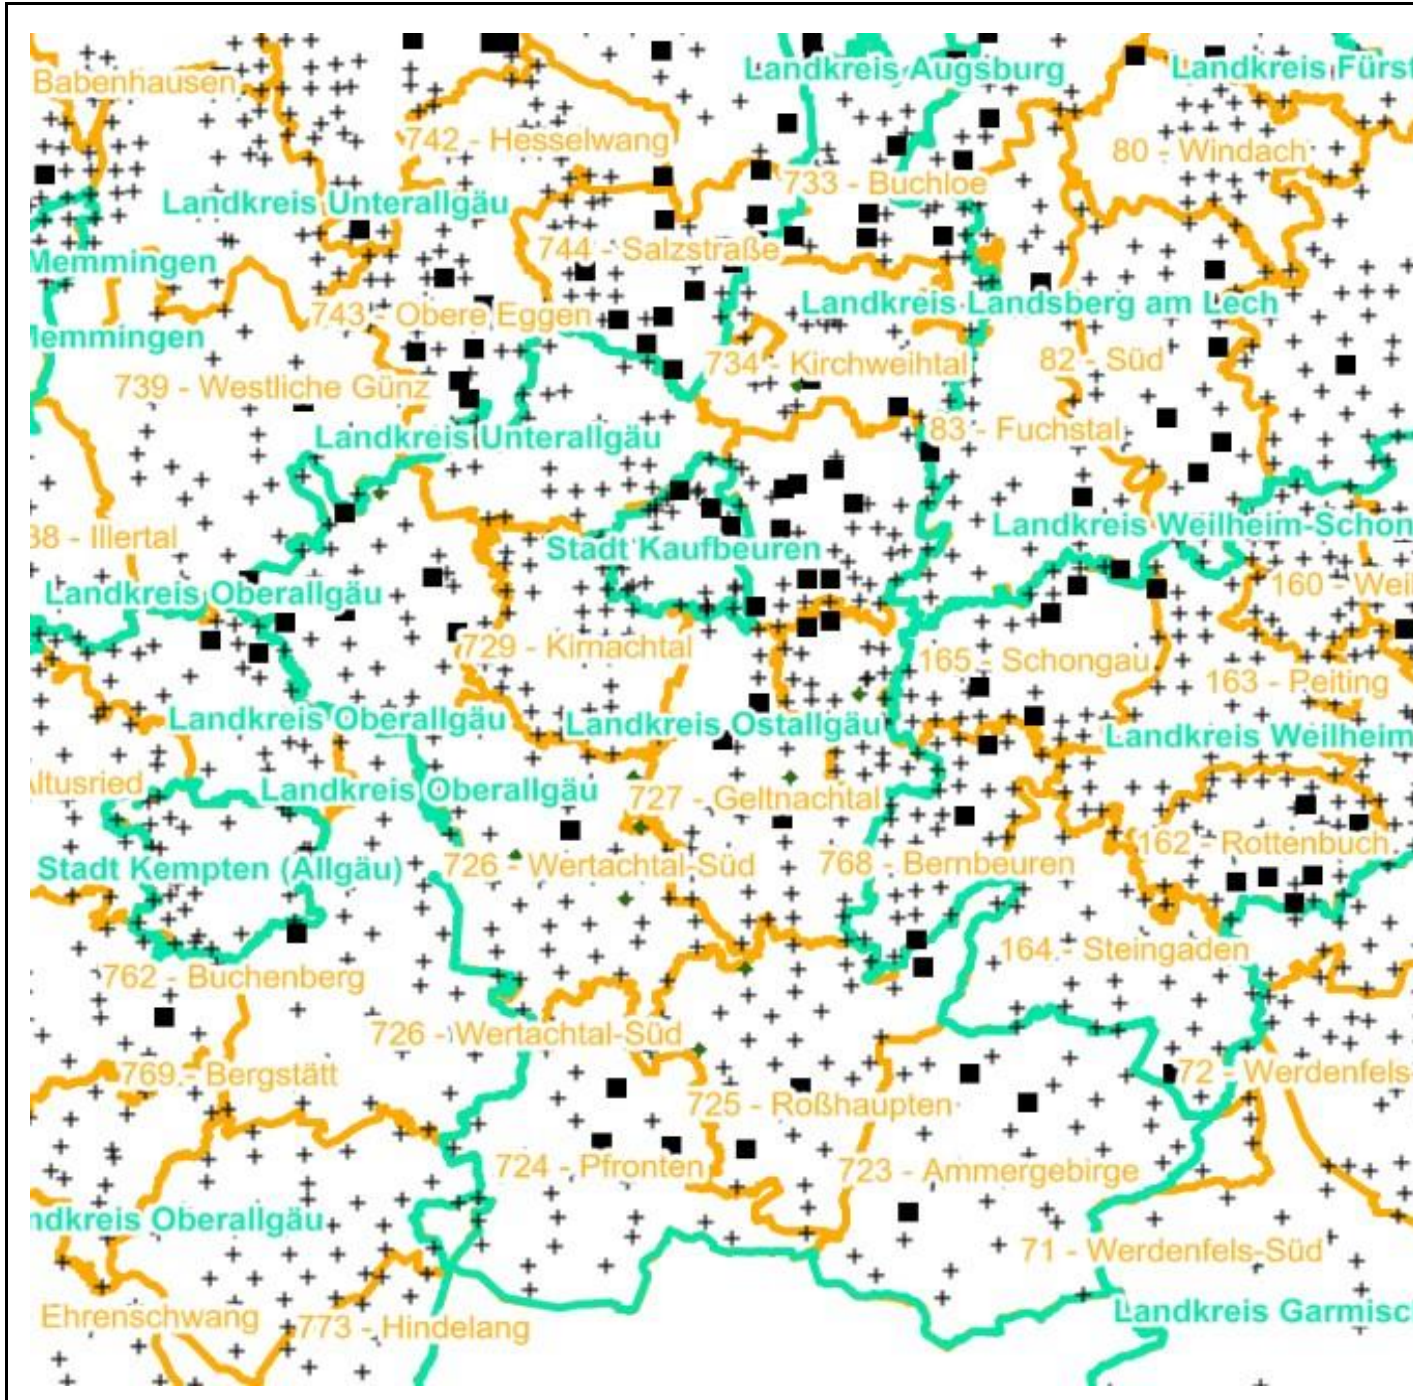 Landkreis Augsburg
Landkreis Fürst
Babenhausen
742 - Hesselwang
80 - Windach
733 - Buchloe
Landkreis Unterallgäu
744 - Salzstraße
Memmingen
Landkreis Landsberg am Lech
743 - Obere Eggen
Memmingen
734 - Kirchweihtal
82 - Süd
739 - Westliche Günz
83 - Fuchstal
Landkreis Unterallgäu
Landkreis Weilheim-Schon
38 - Illertal
Stadt Kaufbeuren
160 - Weil
Landkreis Oberallgäu
729 - Kirnachtal
165 - Schongau
163 - Peiting
Landkreis Oberallgäu
Landkreis Ostallgäu
Landkreis Weilheim
Altusried
Landkreis Oberallgäu
727 - Geltnachtal
162 - Rottenbuch
Stadt Kempten (Allgäu)
726 - Wertachtal-Süd
768 - Bernbeuren
164 - Steingaden
762 - Buchenberg
726 - Wertachtal-Süd
769 - Bergstätt
72 - Werdenfels-
725 - Roßhaupten
724 - Pfronten
723 - Ammergebirge
ndkreis Oberallgäu
71 - Werdenfels-Süd
Ehrenschwang
773 - Hindelang
Landkreis Garmisc